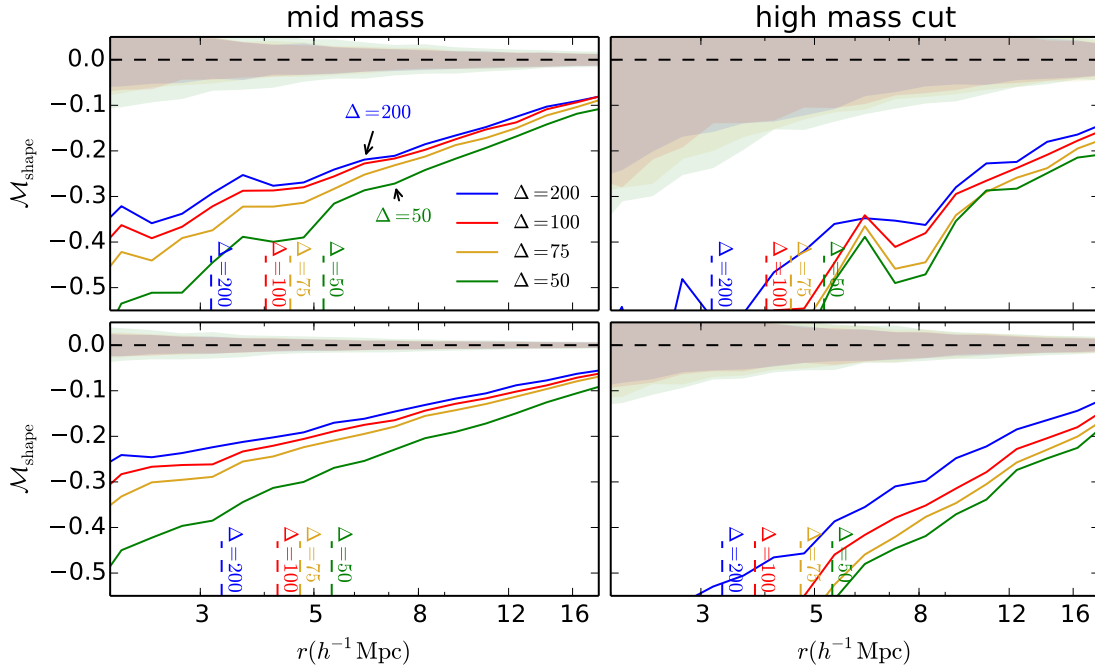 mid mass
high mass cut
0.0
−0.1
−0.2
−0.3
−0.4
−0.5
ℳshape
Δ = 200
Δ = 50
Δ = 200
Δ = 100
Δ = 75
Δ = 50
Δ = 200
Δ = 100
Δ = 75
Δ = 50
Δ = 200
Δ = 100
Δ = 75
Δ = 50
0.0
−0.1
−0.2
−0.3
−0.4
−0.5
ℳshape
Δ = 200
Δ = 100
Δ = 75
Δ = 50
Δ = 200
Δ = 100
Δ = 75
Δ = 50
3 5 8 12 16
3 5 8 12 16
r(h⁻¹ Mpc)
r(h⁻¹ Mpc)